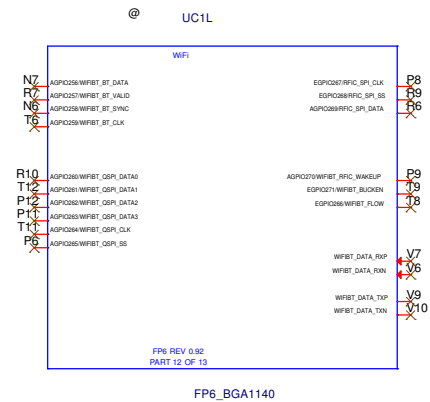 @
UC1L
WiFi
N7 AGPIO256/WIFIBT_BT_DATA EGPIO267/RFIC_SPI_CLK P8
R7 AGPIO257/WIFIBT_BT_VALID EGPIO268/RFIC_SPI_SS R9
N6 AGPIO258/WIFIBT_BT_SYNC AGPIO269/RFIC_SPI_DATA R6
T6 AGPIO259/WIFIBT_BT_CLK
R10 AGPIO260/WIFIBT_QSPI_DATA0 AGPIO270/WIFIBT_RFIC_WAKEUP P9
T12 AGPIO261/WIFIBT_QSPI_DATA1 EGPIO271/WIFIBT_BUCKEN T9
P12 AGPIO262/WIFIBT_QSPI_DATA2 EGPIO266/WIFIBT_FLOW T8
P11 AGPIO263/WIFIBT_QSPI_DATA3
T11 AGPIO264/WIFIBT_QSPI_CLK
P6 AGPIO265/WIFIBT_QSPI_SS
WIFIBT_DATA_RXP V7
WIFIBT_DATA_RXN V6
WIFIBT_DATA_TXP V9
WIFIBT_DATA_TXN V10
FP6 REV 0.92
PART 12 OF 13
FP6_BGA1140